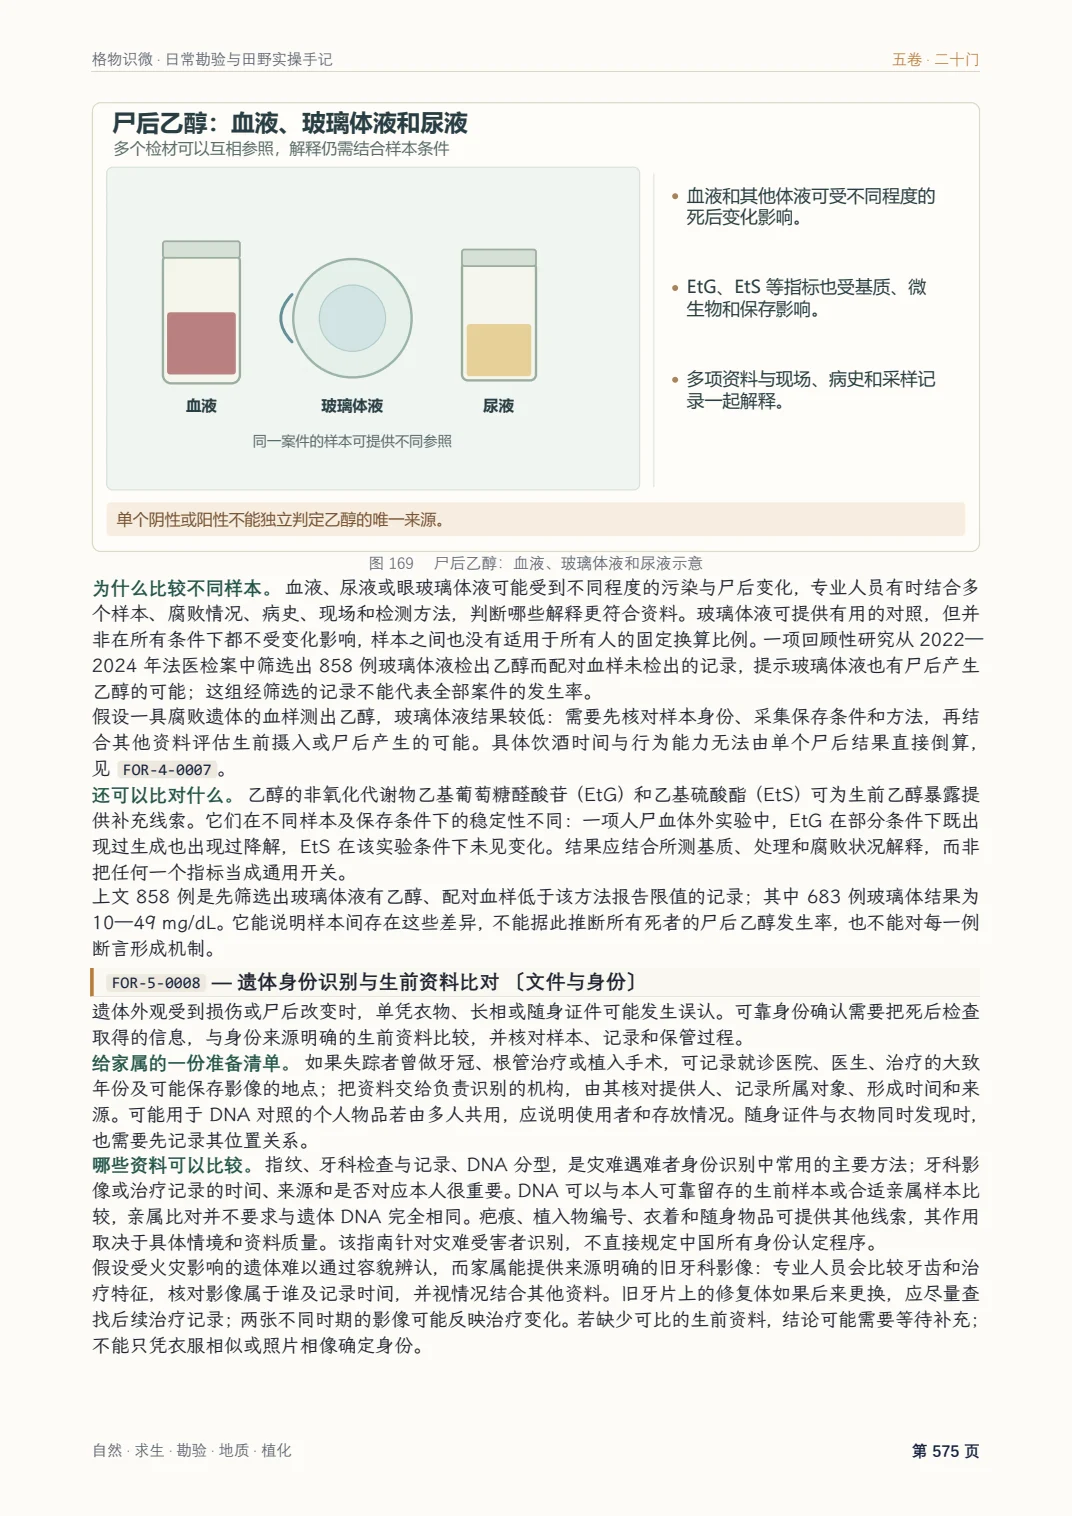 格物识微 · 日常勘验与田野实操手记
五卷 · 二十门
尸后乙醇：血液、玻璃体液和尿液
多个检材可以互相参照，解释仍需结合样本条件
血液
玻璃体液
尿液
同一案件的样本可提供不同参照
• 血液和其他体液可受不同程度的
死后变化影响。
• EtG、EtS 等指标也受基质、微
生物和保存影响。
• 多项资料与现场、病史和采样记
录一起解释。
单个阴性或阳性不能独立判定乙醇的唯一来源。
图 169 尸后乙醇：血液、玻璃体液和尿液示意
为什么比较不同样本。 血液、尿液或眼玻璃体液可能受到不同程度的污染与尸后变化，专业人员有时结合多
个样本、腐败情况、病史、现场和检测方法，判断哪些解释更符合资料。玻璃体液可提供有用的对照，但并
非在所有条件下都不受变化影响，样本之间也没有适用于所有人的固定换算比例。一项回顾性研究从 2022—
2024 年法医检案中筛选出 858 例玻璃体液检出乙醇而配对血样未检出的记录，提示玻璃体液也有尸后产生
乙醇的可能；这组经筛选的记录不能代表全部案件的发生率。
假设一具腐败遗体的血样测出乙醇，玻璃体液结果较低：需要先核对样本身份、采集保存条件和方法，再结
合其他资料评估生前摄入或尸后产生的可能。具体饮酒时间与行为能力无法由单个尸后结果直接倒算，
见 FOR-4-0007。
还可以比对什么。 乙醇的非氧化代谢物乙基葡萄糖醛酸苷（EtG）和乙基硫酸酯（EtS）可为生前乙醇暴露提
供补充线索。它们在不同样本及保存条件下的稳定性不同：一项人尸血体外实验中，EtG 在部分条件下既出
现过生成也出现过降解，EtS 在该实验条件下未见变化。结果应结合所测基质、处理和腐败状况解释，而非
把任何一个指标当成通用开关。
上文 858 例是先筛选出玻璃体液有乙醇、配对血样低于该方法报告限值的记录；其中 683 例玻璃体结果为
10—49 mg/dL。它能说明样本间存在这些差异，不能据此推断所有死者的尸后乙醇发生率，也不能对每一例
断言形成机制。
FOR-5-0008 — 遗体身份识别与生前资料比对 〔文件与身份〕
遗体外观受到损伤或尸后改变时，单凭衣物、长相或随身证件可能发生误认。可靠身份确认需要把死后检查
取得的信息，与身份来源明确的生前资料比较，并核对样本、记录和保管过程。
给家属的一份准备清单。 如果失踪者曾做牙冠、根管治疗或植入手术，可记录就诊医院、医生、治疗的大致
年份及可能保存影像的地点；把资料交给负责识别的机构，由其核对提供人、记录所属对象、形成时间和来
源。可能用于 DNA 对照的个人物品若由多人共用，应说明使用者和存放情况。随身证件与衣物同时发现时，
也需要先记录其位置关系。
哪些资料可以比较。 指纹、牙科检查与记录、DNA 分型，是灾难遇难者身份识别中常用的主要方法；牙科影
像或治疗记录的时间、来源和是否对应本人很重要。DNA 可以与本人可靠留存的生前样本或合适亲属样本比
较，亲属比对并不要求与遗体 DNA 完全相同。疤痕、植入物编号、衣着和随身物品可提供其他线索，其作用
取决于具体情境和资料质量。该指南针对灾难受害者识别，不直接规定中国所有身份认定程序。
假设受火灾影响的遗体难以通过容貌辨认，而家属能提供来源明确的旧牙科影像：专业人员会比较牙齿和治
疗特征，核对影像属于谁及记录时间，并视情况结合其他资料。旧牙片上的修复体如果后来更换，应尽量查
找后续治疗记录；两张不同时期的影像可能反映治疗变化。若缺少可比的生前资料，结论可能需要等待补充；
不能只凭衣服相似或照片相像确定身份。
自然 · 求生 · 勘验 · 地质 · 植化
第 575 页